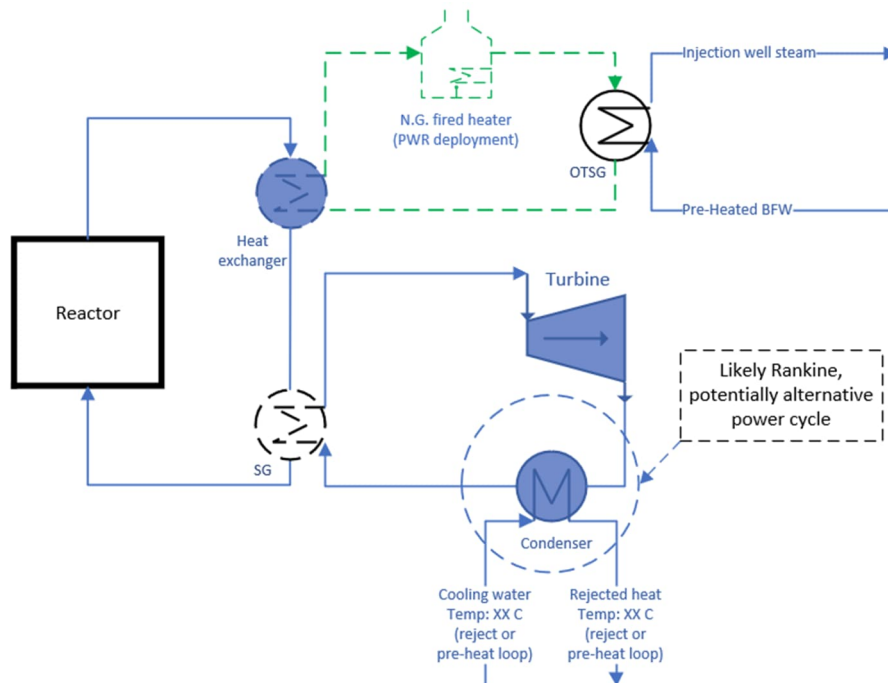 Injection well steam
N.G. fired heater
(PWR deployment)
OTSG
Pre-Heated BFW
Heat
exchanger
Turbine
Reactor
Likely Rankine,
potentially alternative
power cycle
SG
Condenser
Cooling water
Temp: XX C
(reject or
pre-heat loop)
Rejected heat
Temp: XX C
(reject or
pre-heat loop)